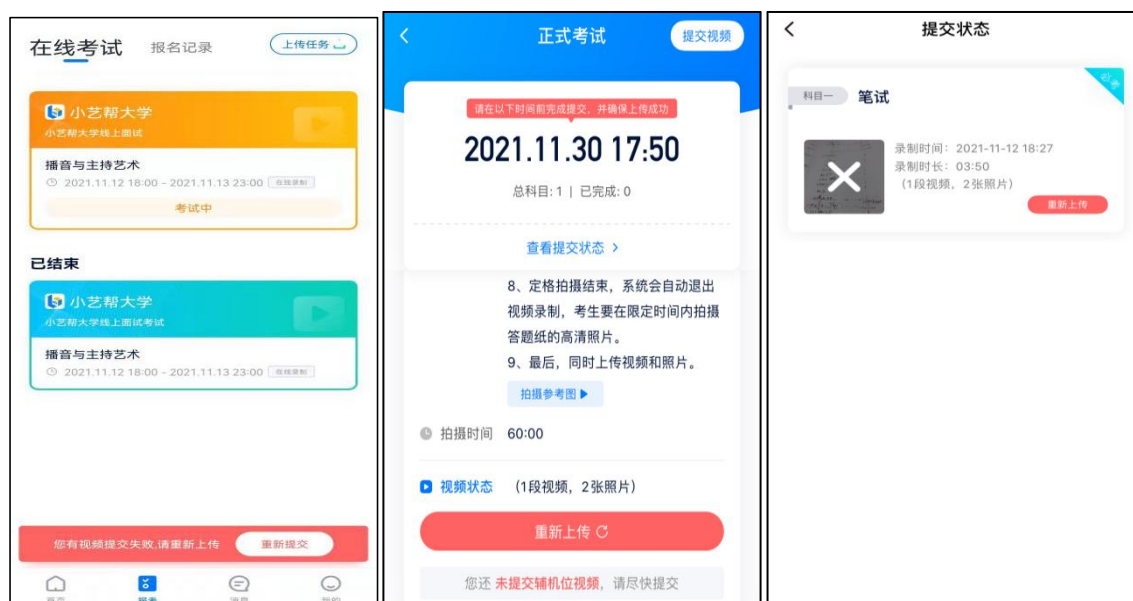 在线考试
报名记录
上传任务
小艺帮大学
小艺帮大学线上面试
播音与主持艺术
2021.11.12 18:00 - 2021.11.13 23:00 在线录制
考试中
已结束
小艺帮大学
小艺帮大学线上面试考试
播音与主持艺术
2021.11.12 18:00 - 2021.11.13 23:00 在线录制
您有视频提交失败,请重新上传
重新提交
正式考试
提交视频
请在以下时间前完成提交,并确保上传成功
2021.11.30 17:50
总科目: 1 | 已完成: 0
查看提交状态 >
8、定格拍摄结束,系统会自动退出
视频录制,考生要在限定时间内拍摄
答题纸的高清照片。
9、最后,同时上传视频和照片。
拍摄参考图
拍摄时间 60:00
视频状态 (1段视频,2张照片)
重新上传
您还 未提交辅机位视频,请尽快提交
提交状态
必考
科目一 笔试
录制时间: 2021-11-12 18:27
录制时长: 03:50
(1段视频,2张照片)
重新上传